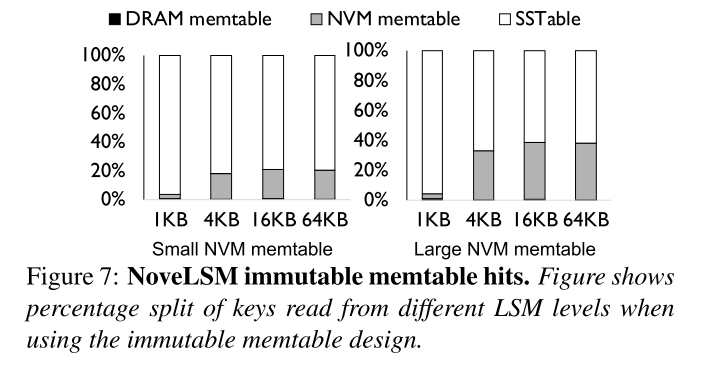 DRAM memtable NVM memtable SSTable
100%
80%
60%
40%
20%
0%
1KB 4KB 16KB 64KB
Small NVM memtable
100%
80%
60%
40%
20%
0%
1KB 4KB 16KB 64KB
Large NVM memtable
Figure 7: NoveLSM immutable memtable hits. Figure shows
percentage split of keys read from different LSM levels when
using the immutable memtable design.